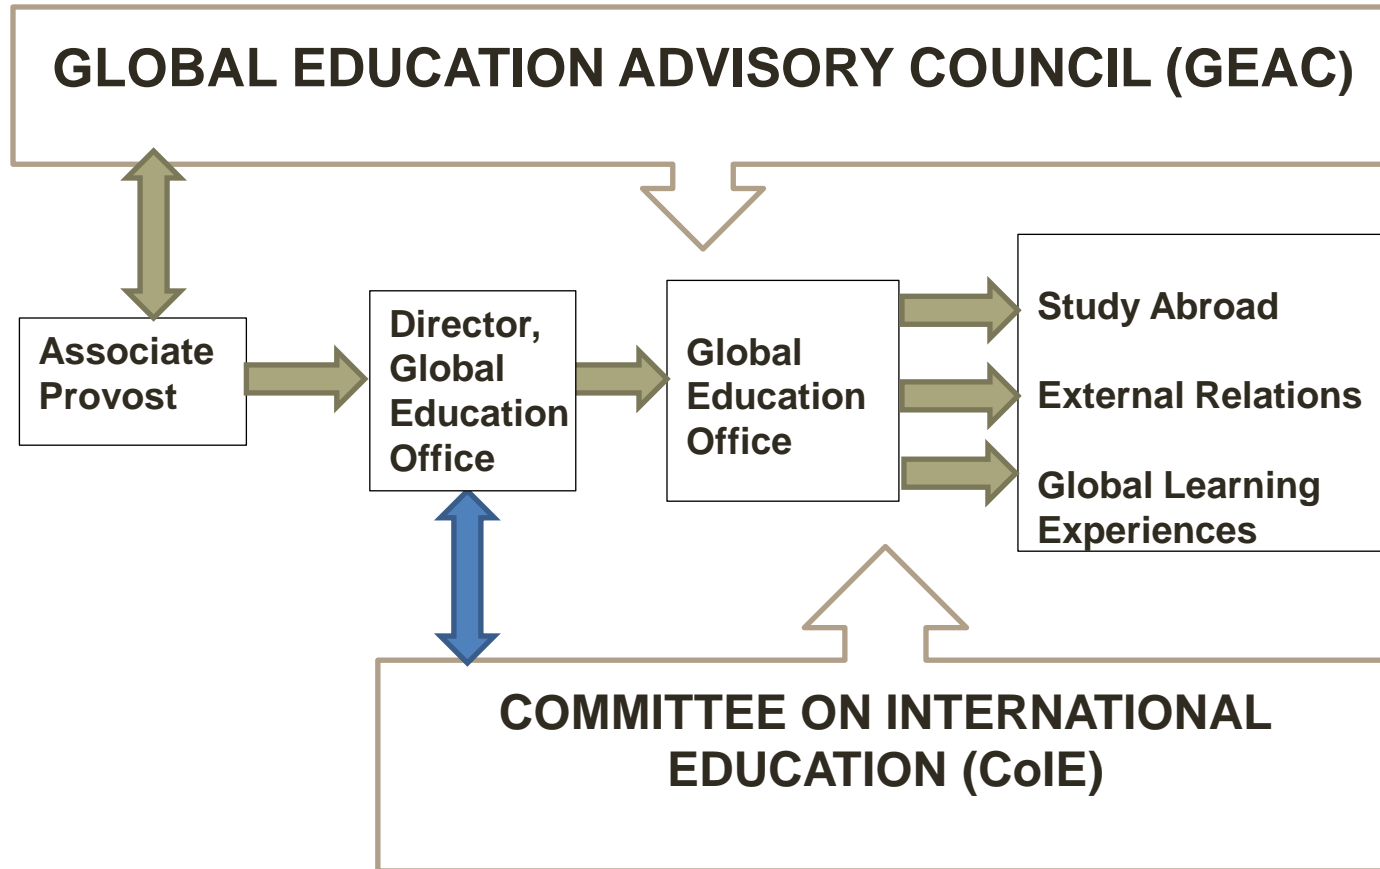 GLOBAL EDUCATION ADVISORY COUNCIL (GEAC)
Associate
Provost
Director,
Global
Education
Office
Global
Education
Office
Study Abroad
External Relations
Global Learning
Experiences
COMMITTEE ON INTERNATIONAL
EDUCATION (CoIE)